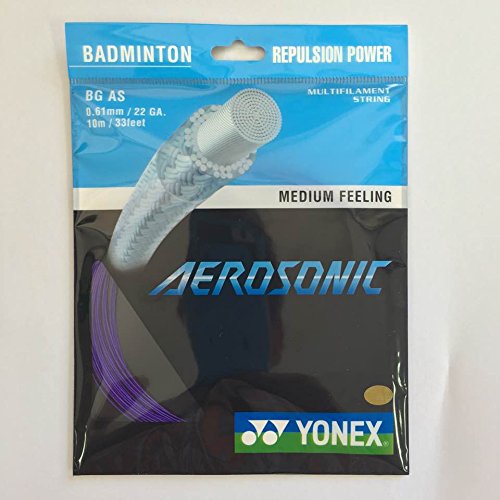 BADMINTON
REPULSION POWER
BG AS
0.61mm / 22 GA.
10m / 33feet
MULTIFILAMENT
STRING
MEDIUM FEELING
AEROSONIC
YONEX